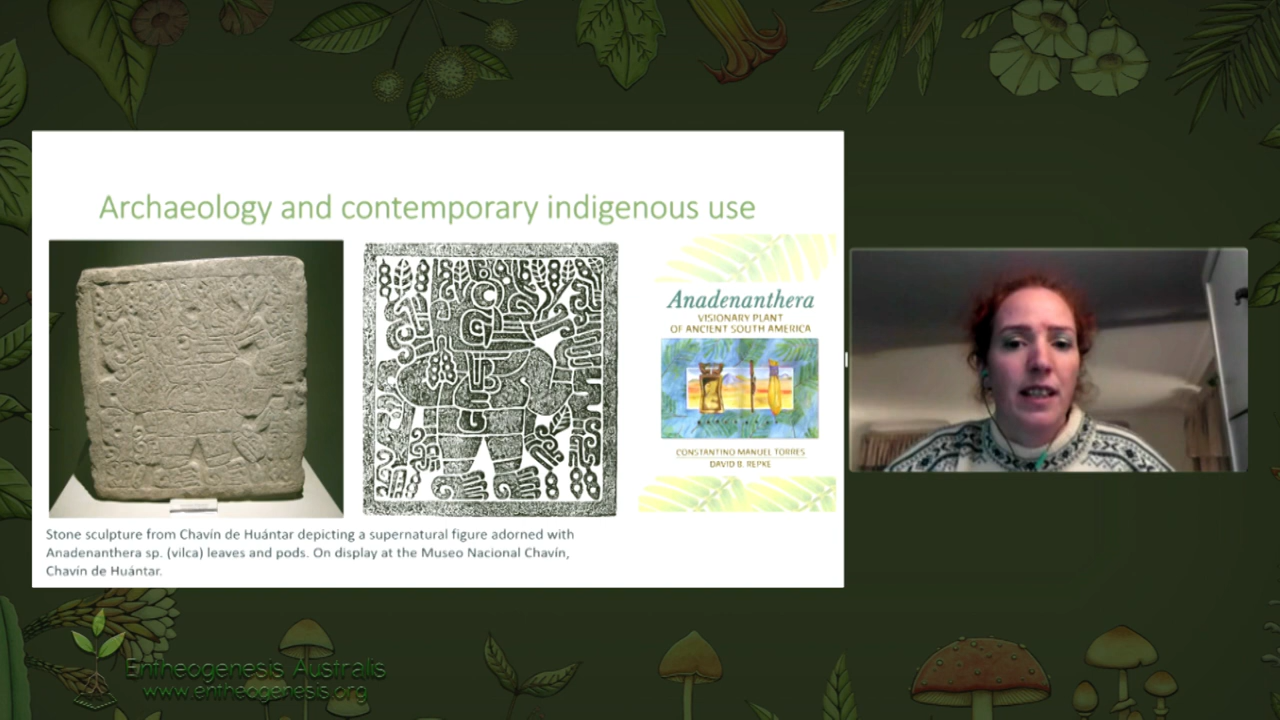 Archaeology and contemporary indigenous use
Anadenanthera
VISIONARY PLANT
OF ANCIENT SOUTH AMERICA
CONSTANTINO MANUEL TORRES
DAVID B. REPKE
Stone sculpture from Chavín de Huántar depicting a supernatural figure adorned with
Anadenanthera sp. (vilca) leaves and pods. On display at the Museo Nacional Chavín,
Chavín de Huántar.
Entheogenesis Australis
www.entheogenesis.org